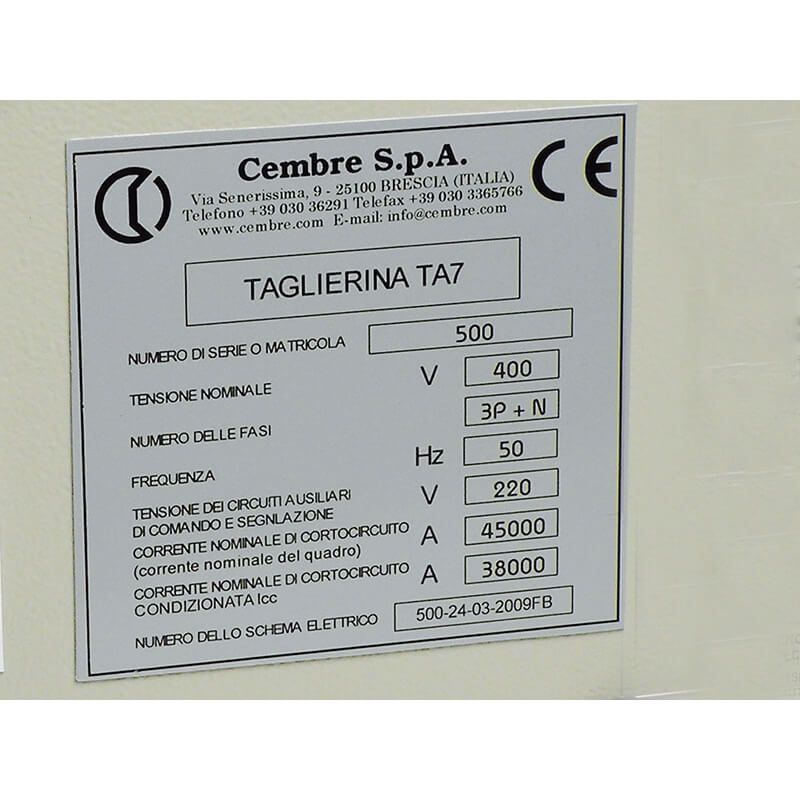 Cembre S.p.A.
Via Senerissima, 9 - 25100 BRESCIA (ITALIA)
Telefono +39 030 36291 Telefax +39 030 3365766
www.cembre.com E-mail: info@cembre.com
CE
TAGLIERINA TA7
NUMERO DI SERIE O MATRICOLA 500
TENSIONE NOMINALE V 400
NUMERO DELLE FASI 3P + N
FREQUENZA Hz 50
TENSIONE DEI CIRCUITI AUSILIARI
DI COMANDO E SEGNLAZIONE V 220
CORRENTE NOMINALE DI CORTOCIRCUITO A 45000
(corrente nominale del quadro)
CORRENTE NOMINALE DI CORTOCIRCUITO A 38000
CONDIZIONATA Icc
NUMERO DELLO SCHEMA ELETTRICO 500-24-03-2009FB